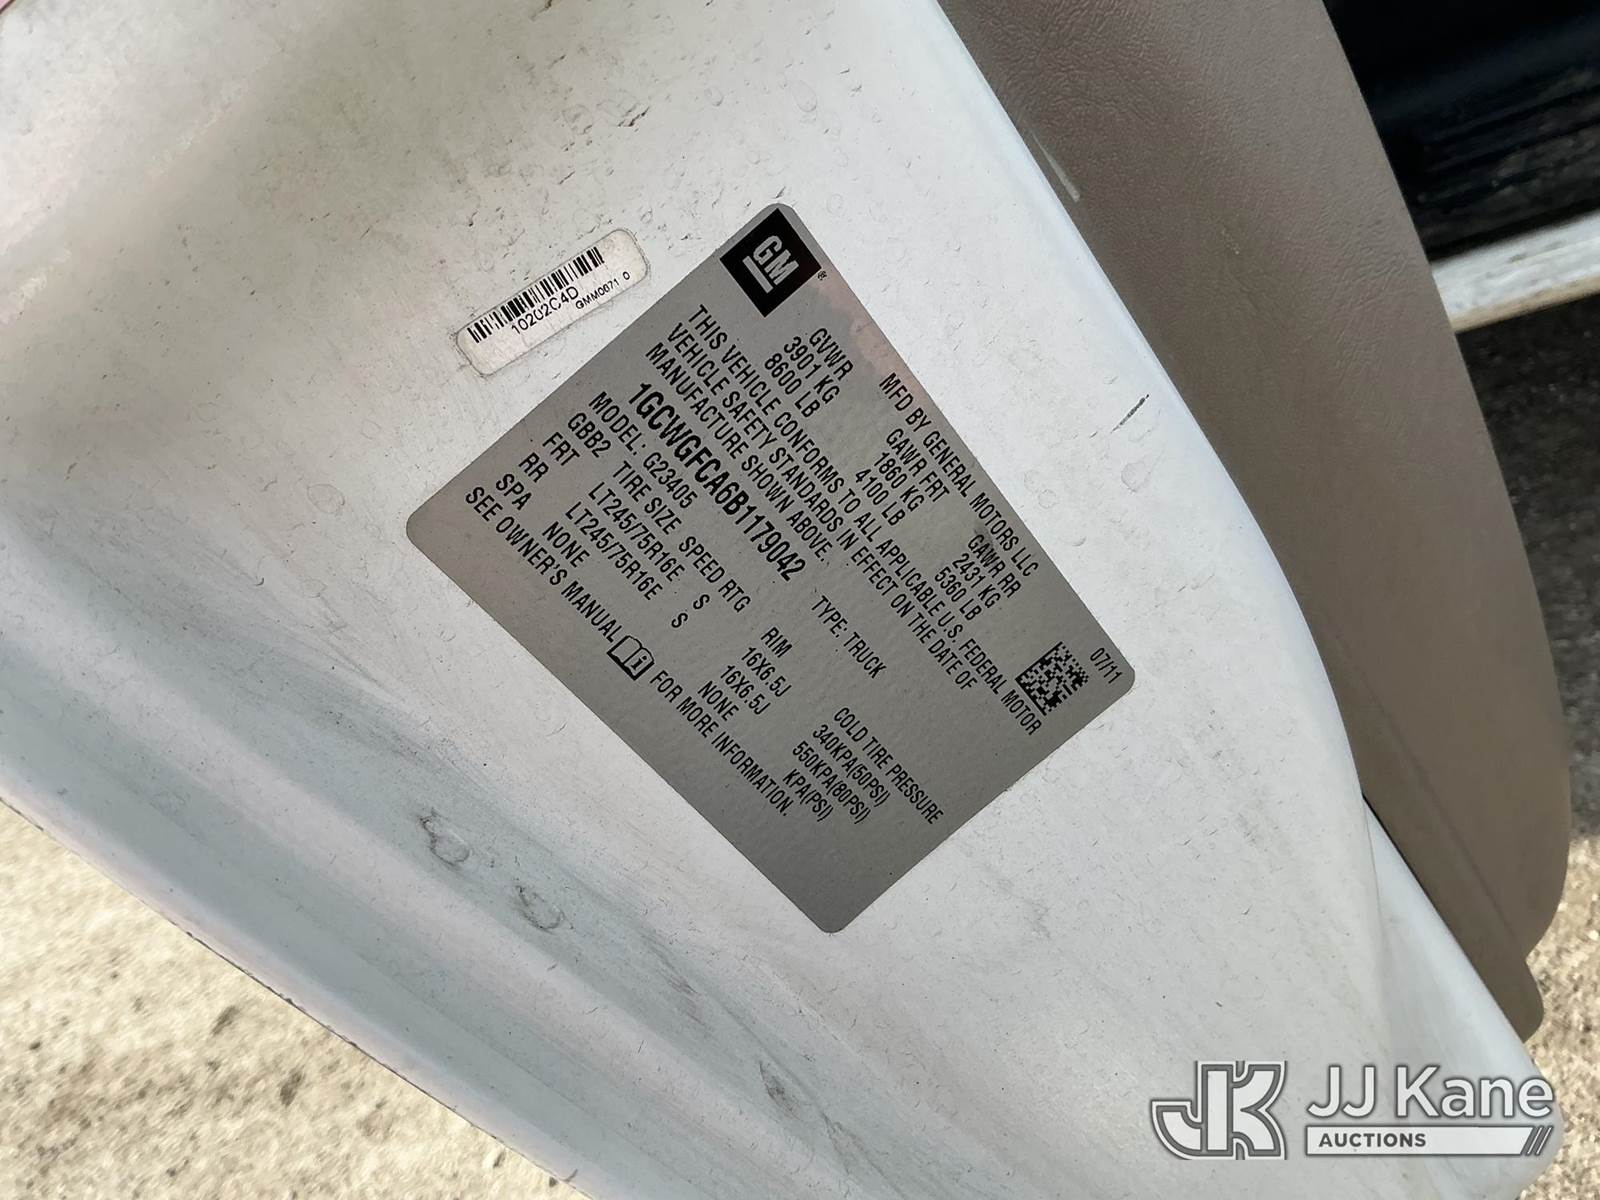 10202C4D
GMM0671 0
GM
MFD BY GENERAL MOTORS LLC 07/11
GVWR GAWR FRT GAWR RR
3901 KG 1860 KG 2431 KG
8600 LB 4100 LB 5360 LB
THIS VEHICLE CONFORMS TO ALL APPLICABLE U.S. FEDERAL MOTOR
VEHICLE SAFETY STANDARDS IN EFFECT ON THE DATE OF
MANUFACTURE SHOWN ABOVE.
1GCWGFCA6B1179042 TYPE: TRUCK
MODEL: G23405
GBB2 TIRE SIZE SPEED RTG RIM COLD TIRE PRESSURE
FRT LT245/75R16E S 16X6.5J 340KPA(50PSI)
RR LT245/75R16E S 16X6.5J 550KPA(80PSI)
SPA NONE NONE KPA(PSI)
SEE OWNER'S MANUAL FOR MORE INFORMATION.
JK JJ Kane
AUCTIONS